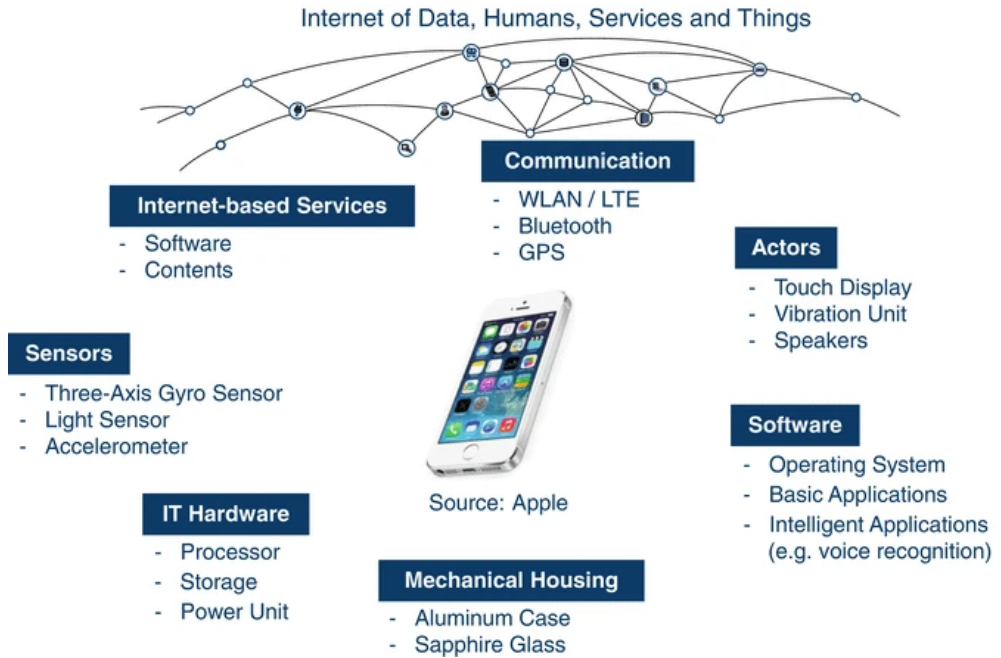 Internet of Data, Humans, Services and Things
Communication
- WLAN / LTE
- Bluetooth
- GPS
Internet-based Services
- Software
- Contents
Actors
- Touch Display
- Vibration Unit
- Speakers
Sensors
- Three-Axis Gyro Sensor
- Light Sensor
- Accelerometer
Software
- Operating System
- Basic Applications
- Intelligent Applications
(e.g. voice recognition)
Source: Apple
IT Hardware
- Processor
- Storage
- Power Unit
Mechanical Housing
- Aluminum Case
- Sapphire Glass